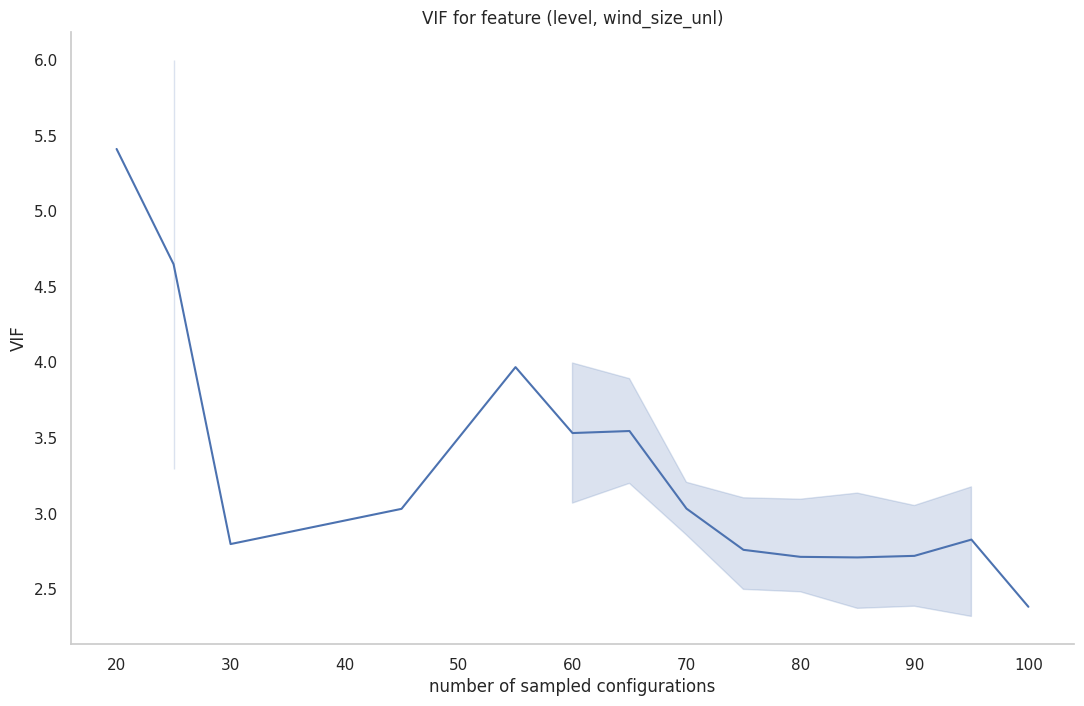 VIF for feature (level, wind_size_unl)
6.0
5.5
5.0
4.5
4.0
3.5
3.0
2.5
VIF
20 30 40 50 60 70 80 90 100
number of sampled configurations